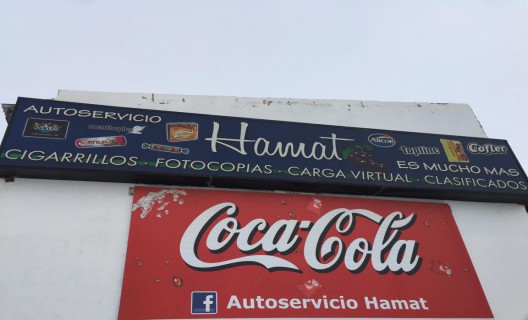 AUTOSERVICIO
Hamat
ARCOR
topline
Cofler
ES MUCHO MAS
CIGARRILLOS • FOTOCOPIAS • CARGA VIRTUAL • CLASIFICADOS
Coca-Cola
f Autoservicio Hamat